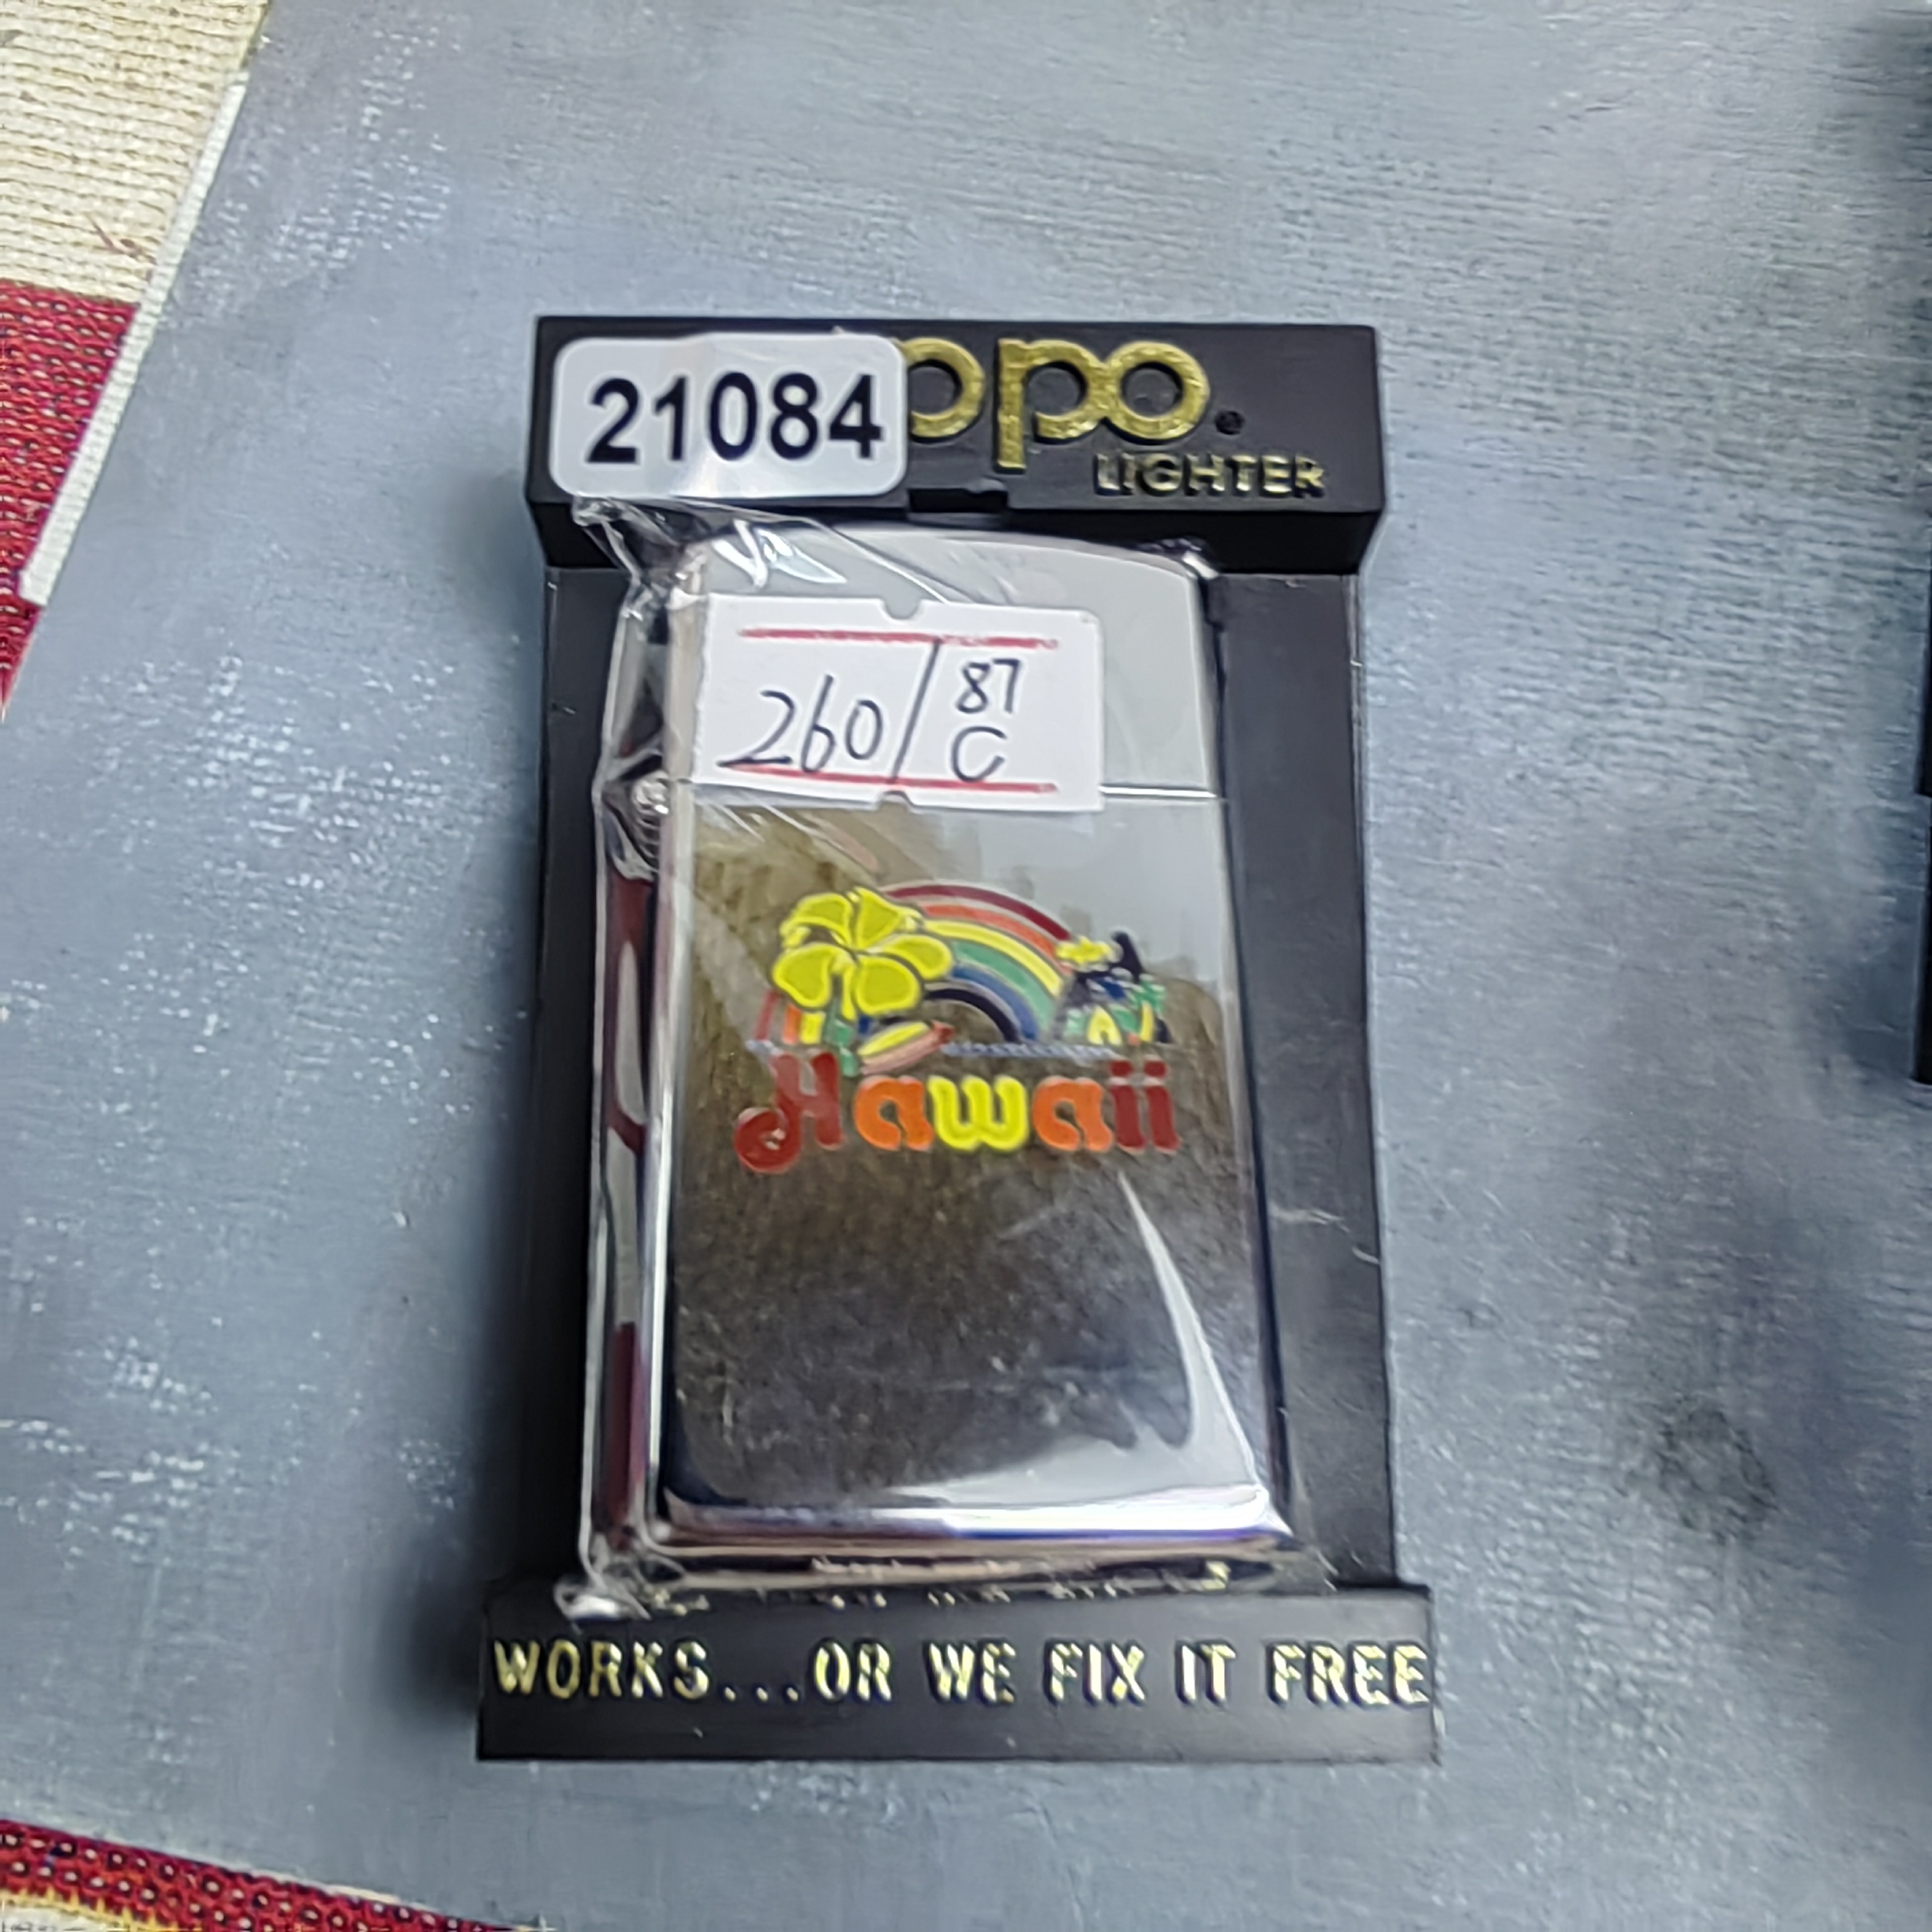 21084
ppo.
LIGHTER
260/87
C
Hawaii
WORKS...OR WE FIX IT FREE